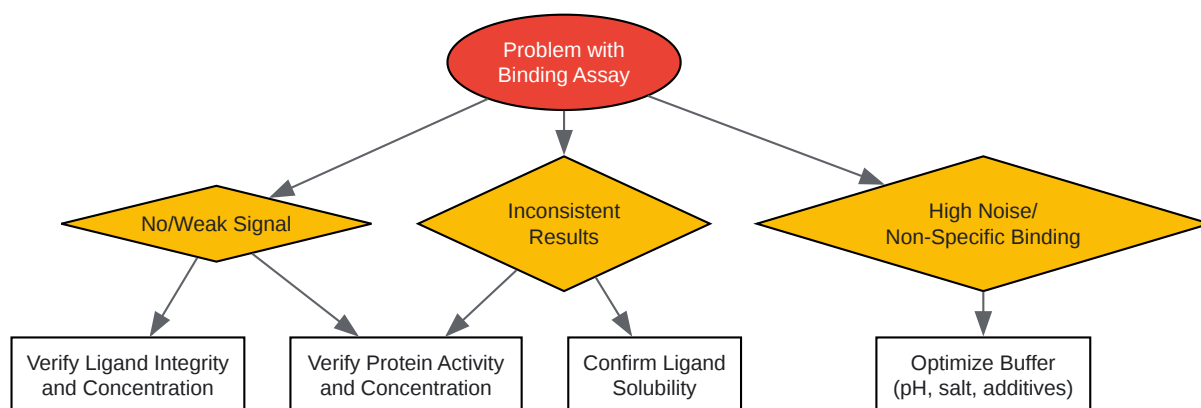 Problem with
Binding Assay
No/Weak Signal
Inconsistent
Results
High Noise/
Non-Specific Binding
Verify Ligand Integrity
and Concentration
Verify Protein Activity
and Concentration
Confirm Ligand
Solubility
Optimize Buffer
(pH, salt, additives)